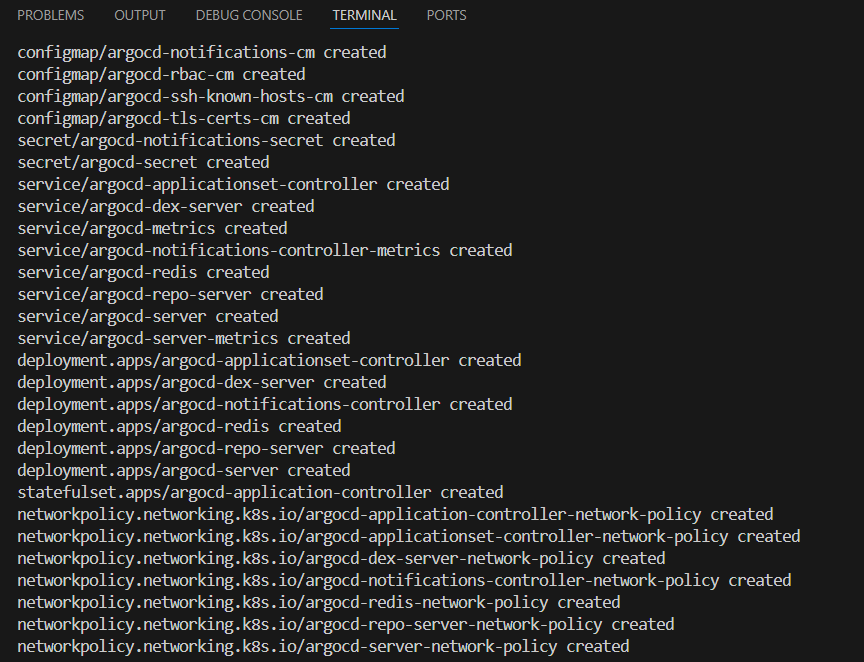 PROBLEMS OUTPUT DEBUG CONSOLE TERMINAL PORTS
configmap/argocd-notifications-cm created
configmap/argocd-rbac-cm created
configmap/argocd-ssh-known-hosts-cm created
configmap/argocd-tls-certs-cm created
secret/argocd-notifications-secret created
secret/argocd-secret created
service/argocd-applicationset-controller created
service/argocd-dex-server created
service/argocd-metrics created
service/argocd-notifications-controller-metrics created
service/argocd-redis created
service/argocd-repo-server created
service/argocd-server created
service/argocd-server-metrics created
deployment.apps/argocd-applicationset-controller created
deployment.apps/argocd-dex-server created
deployment.apps/argocd-notifications-controller created
deployment.apps/argocd-redis created
deployment.apps/argocd-repo-server created
deployment.apps/argocd-server created
statefulset.apps/argocd-application-controller created
networkpolicy.networking.k8s.io/argocd-application-controller-network-policy created
networkpolicy.networking.k8s.io/argocd-applicationset-controller-network-policy created
networkpolicy.networking.k8s.io/argocd-dex-server-network-policy created
networkpolicy.networking.k8s.io/argocd-notifications-controller-network-policy created
networkpolicy.networking.k8s.io/argocd-redis-network-policy created
networkpolicy.networking.k8s.io/argocd-repo-server-network-policy created
networkpolicy.networking.k8s.io/argocd-server-network-policy created